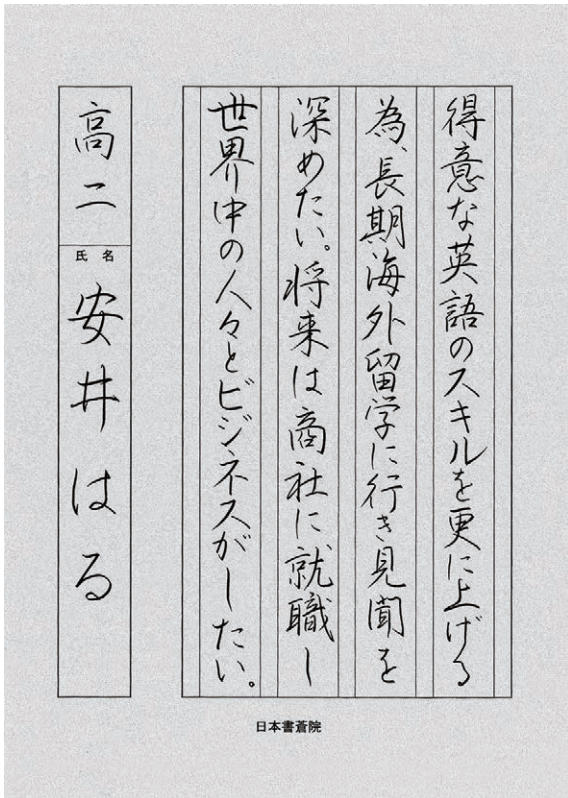 得意な英語のスキルを更に上げる
為、長期海外留学に行き見聞を
深めたい。将来は商社に就職し
世界中の人々とビジネスがしたい。
高二
氏名
安井はる
日本書蒼院